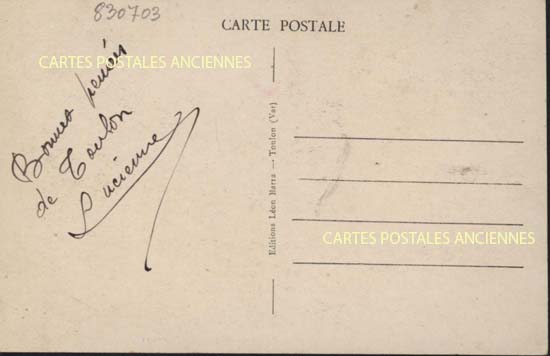 830703
CARTE POSTALE
CARTES POSTALES ANCIENNES
Bonnes pensées
de Toulon
Lucienne
Editions Léon Barra — Toulon (Var)
CARTES POSTALES ANCIENNES